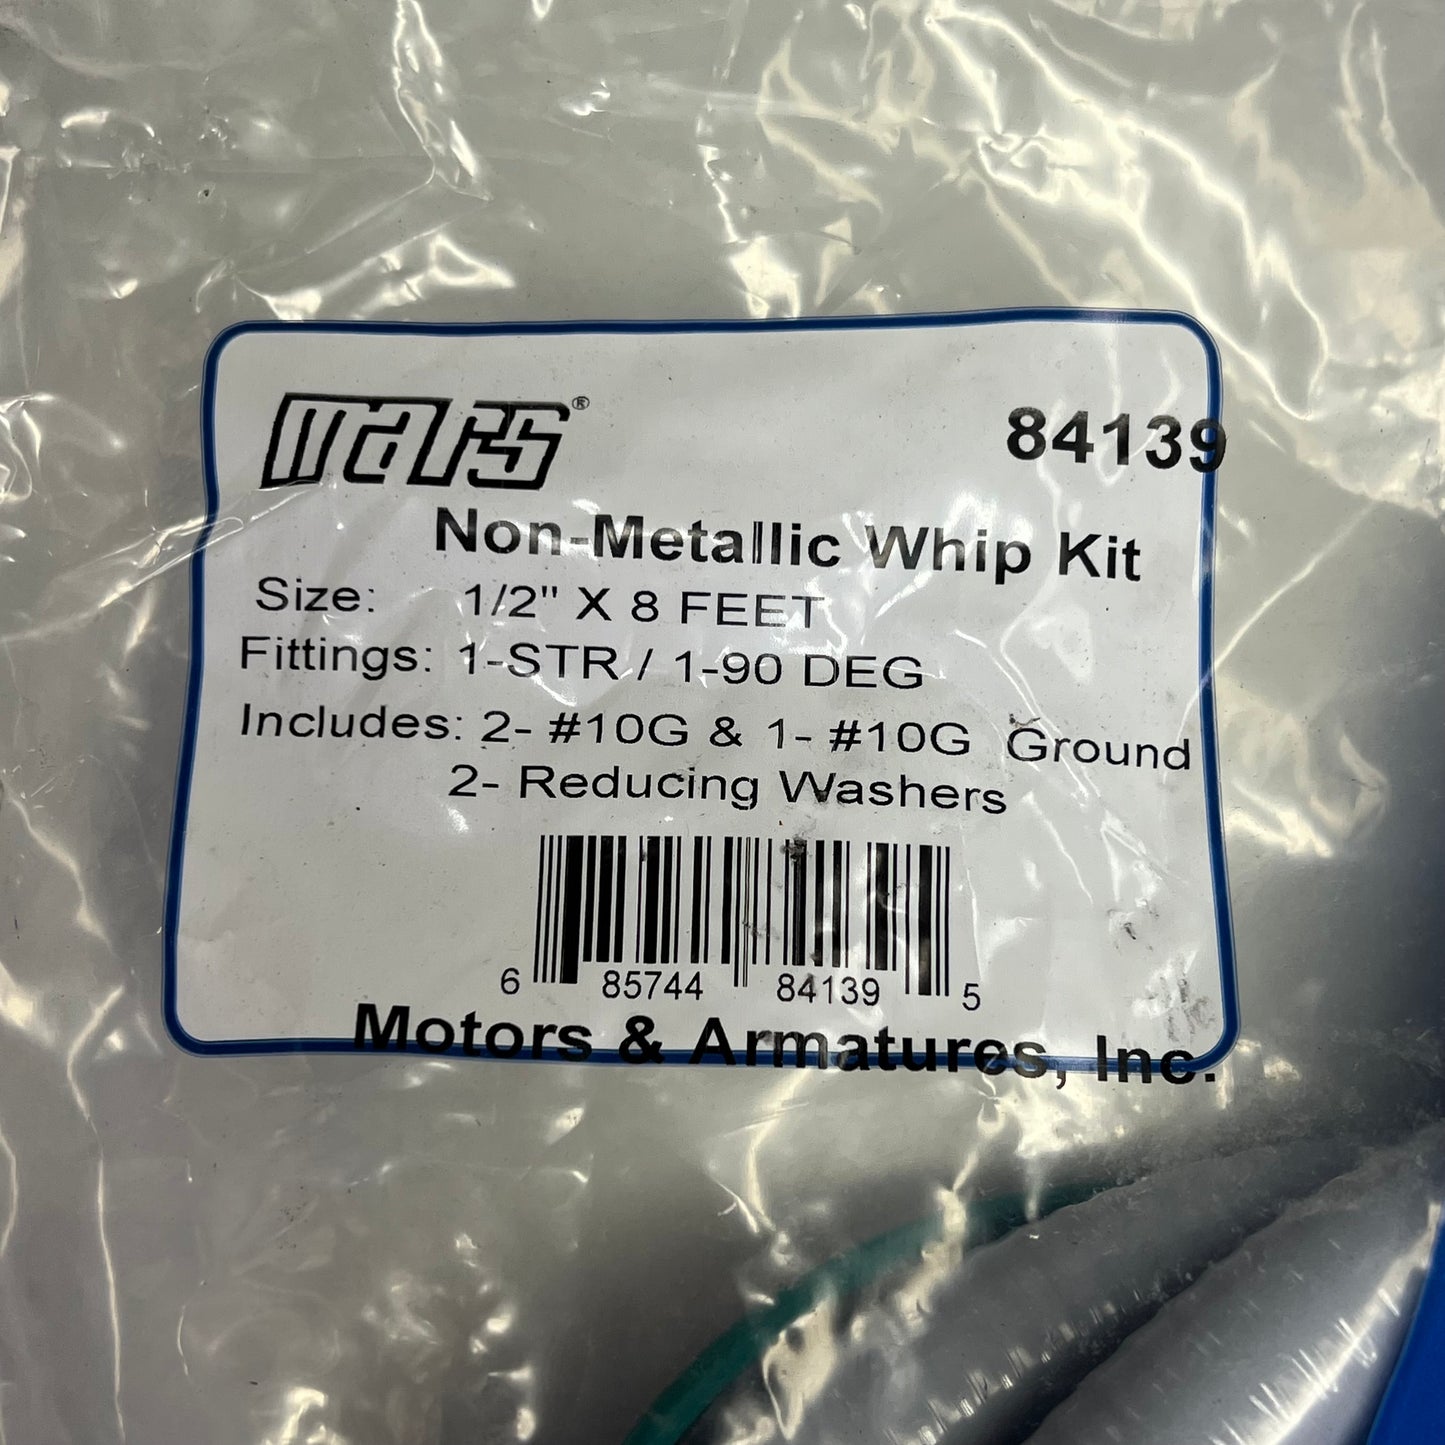 mars®
84139
Non-Metallic Whip Kit
Size: 1/2" X 8 FEET
Fittings: 1-STR / 1-90 DEG
Includes: 2- #10G & 1- #10G Ground
2- Reducing Washers
6 85744 84139 5
Motors & Armatures, Inc.